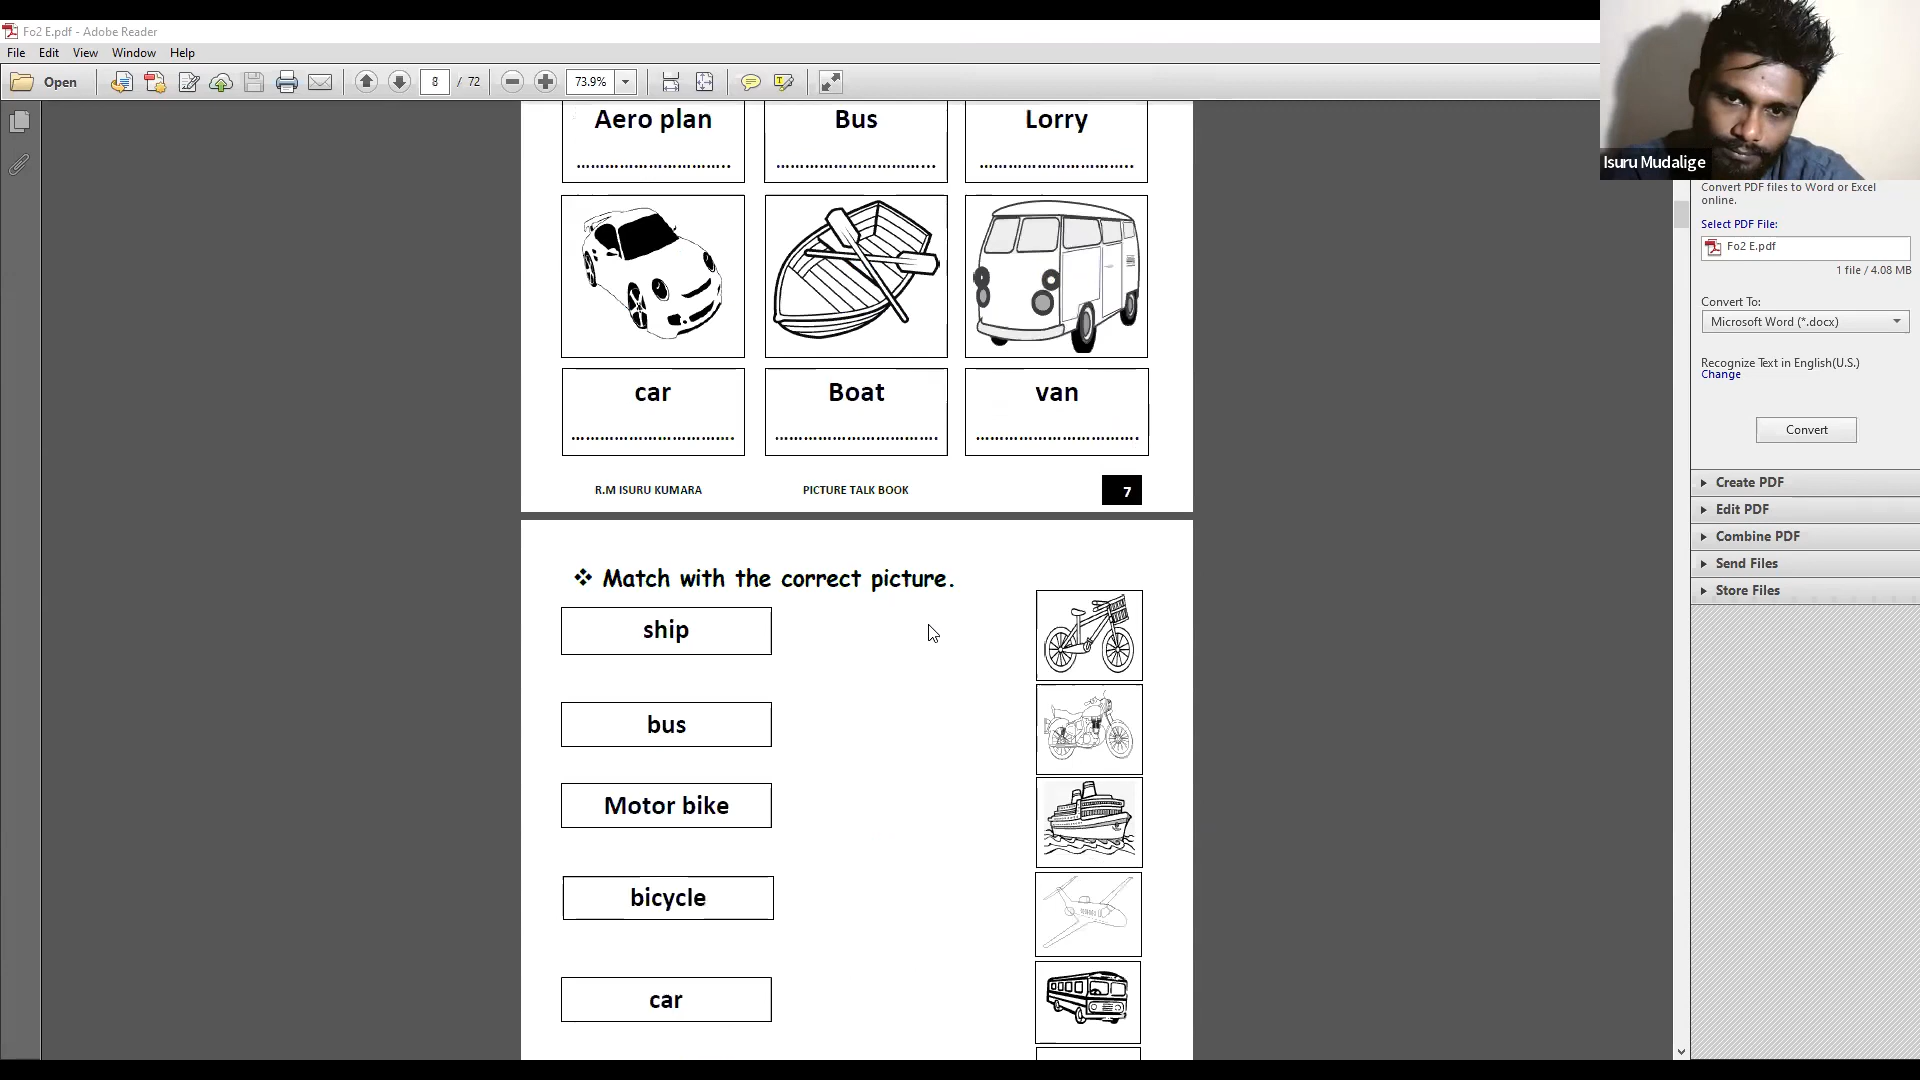 Fo2 E.pdf - Adobe Reader
File Edit View Window Help
Open 8 / 72 73.9%
Isuru Mudalige
Convert PDF files to Word or Excel
online.
Select PDF File:
Fo2 E.pdf
1 file / 4.08 MB
Convert To:
Microsoft Word (*.docx)
Recognize Text in English(U.S.)
Change
Convert
Create PDF
Edit PDF
Combine PDF
Send Files
Store Files
Aero plan Bus Lorry
car Boat van
R.M ISURU KUMARA PICTURE TALK BOOK 7
❖ Match with the correct picture.
ship
bus
Motor bike
bicycle
car